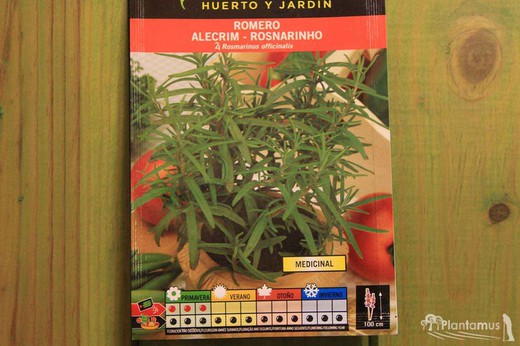 HUERTO Y JARDIN
ROMERO
ALECRIM - ROSNARINHO
Rosmarinus officinalis
MEDICINAL
PRIMAVERA
VERANO
OTOÑO
INVIERNO
100 cm
Plantamus